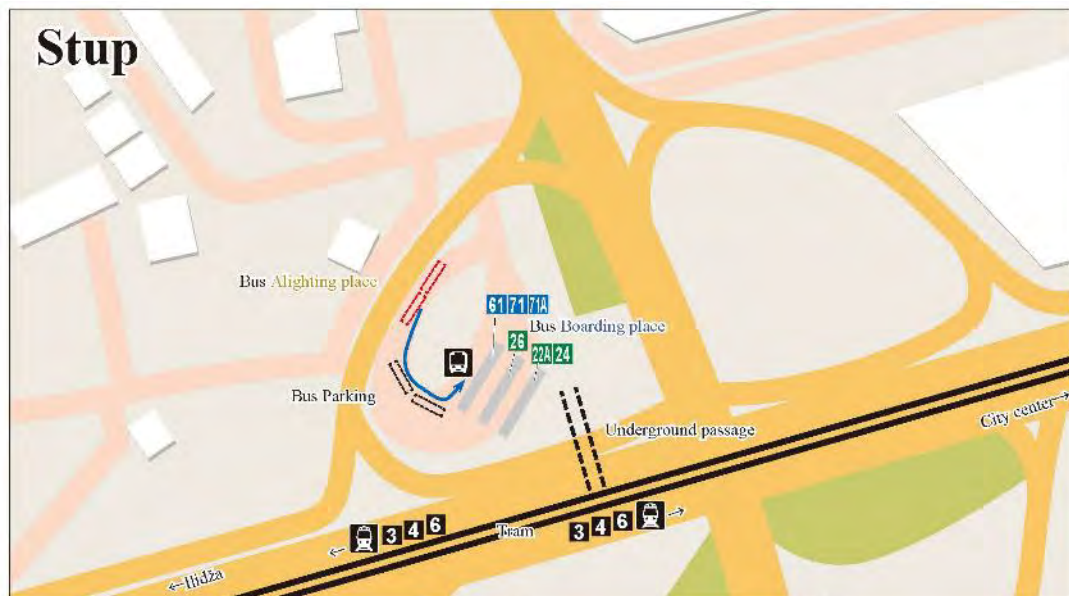 Stup
Bus Alighting place
61 71 71A
Bus Boarding place
26
22A 24
Bus Parking
Underground passage
City center→
3 4 6
←
Tram
3 4 6
→
←Ilidža